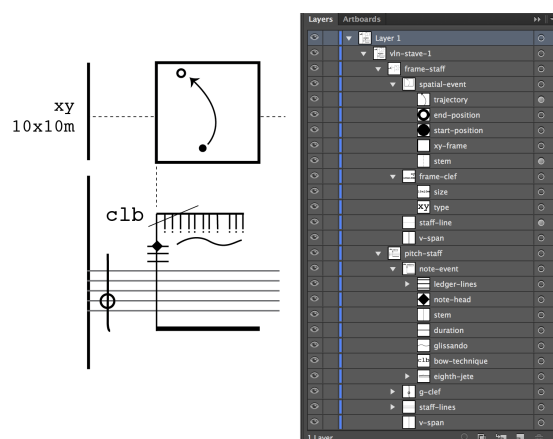 xy
10x10m
clb
Layers Artboards
Layer 1
vln-stave-1
frame-staff
spatial-event
trajectory
end-position
start-position
xy-frame
stem
frame-clef
size
xy type
staff-line
v-span
pitch-staff
note-event
ledger-lines
note-head
stem
duration
glissando
clb bow-technique
eighth-jete
g-clef
staff-lines
v-span
1 Layer